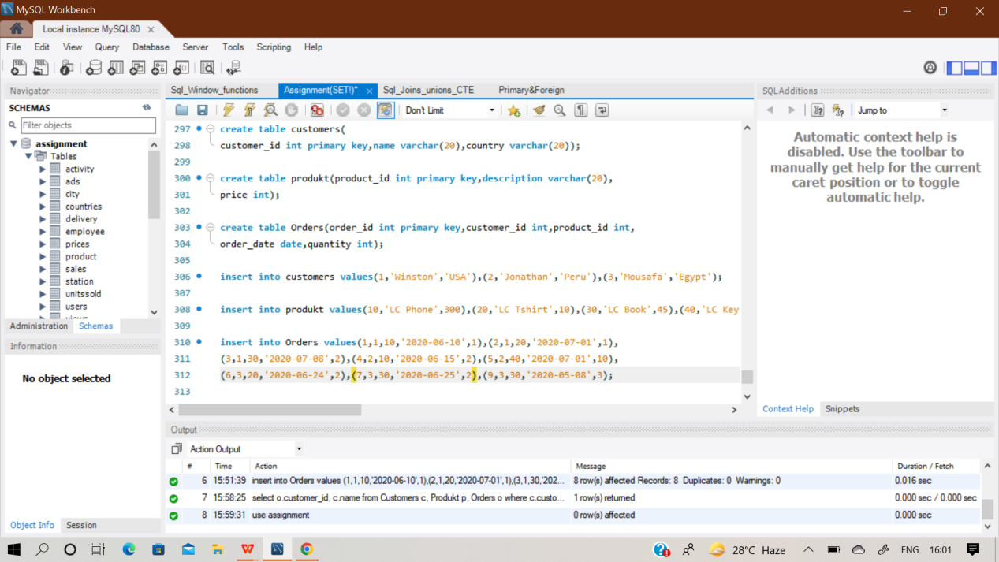 MySQL Workbench
Local instance MySQL80
File Edit View Query Database Server Tools Scripting Help
Navigator
SCHEMAS
Filter objects
assignment
Tables
activity
ads
city
countries
delivery
employee
prices
product
sales
station
unitssold
users
Administration Schemas
Information
No object selected
Object Info Session
Sql_Window_functions Assignment(SET!)* Sql_Joins_unions_CTE Primary&Foreign
Don't Limit
297 create table customers(
298 customer_id int primary key,name varchar(20),country varchar(20));
299
300 create table produkt(product_id int primary key,description varchar(20),
301 price int);
302
303 create table Orders(order_id int primary key,customer_id int,product_id int,
304 order_date date,quantity int);
305
306 insert into customers values(1,'Winston','USA'),(2,'Jonathan','Peru'),(3,'Mousafa','Egypt');
307
308 insert into produkt values(10,'LC Phone',300),(20,'LC Tshirt',10),(30,'LC Book',45),(40,'LC Key
309
310 insert into Orders values(1,1,10,'2020-06-10',1),(2,1,20,'2020-07-01',1),
311 (3,1,30,'2020-07-08',2),(4,2,10,'2020-06-15',2),(5,2,40,'2020-07-01',10),
312 (6,3,20,'2020-06-24',2),(7,3,30,'2020-06-25',2),(9,3,30,'2020-05-08',3);
313
SQLAdditions
Jump to
Automatic context help is
disabled. Use the toolbar to
manually get help for the current
caret position or to toggle
automatic help.
Context Help Snippets
Output
Action Output
# Time Action Message Duration / Fetch
6 15:51:39 insert into Orders values (1,1,10,'2020-06-10',1),(2,1,20,'2020-07-01',1),(3,1,30,'202... 8 row(s) affected Records: 8 Duplicates: 0 Warnings: 0 0.016 sec
7 15:58:25 select o.customer_id, c.name from Customers c, Produkt p, Orders o where c.custo... 1 row(s) returned 0.000 sec / 0.000 sec
8 15:59:31 use assignment 0 row(s) affected 0.000 sec
28°C Haze ENG 16:01